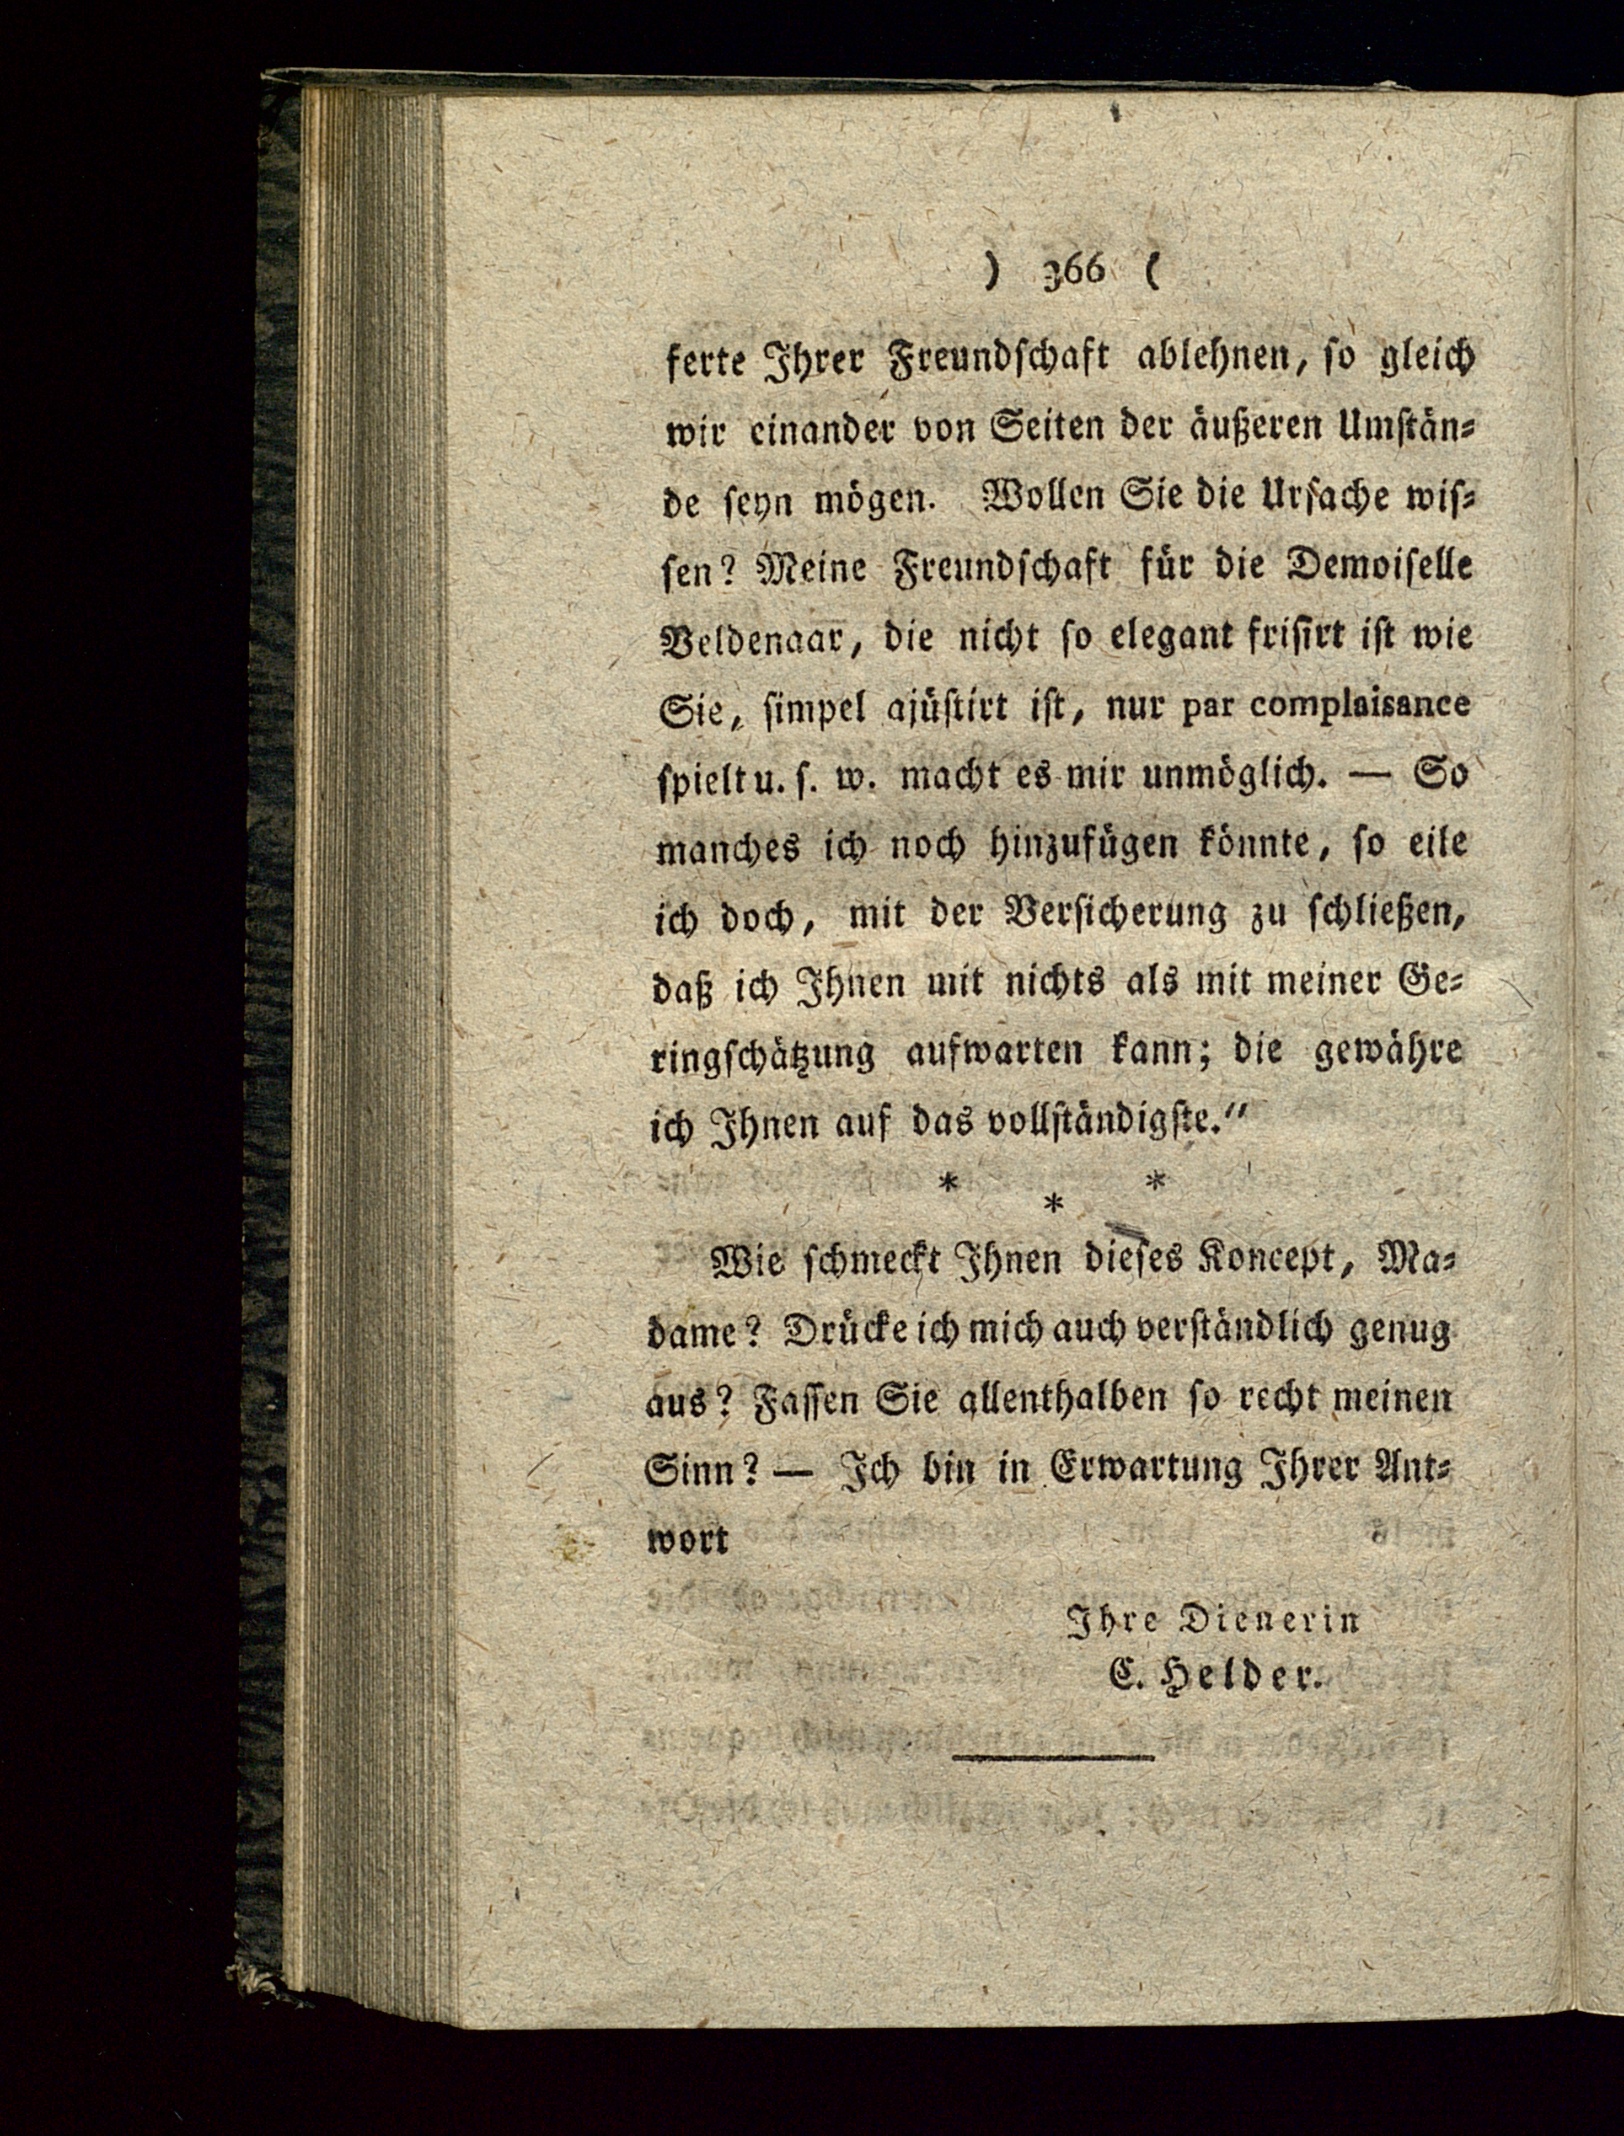 ) 366 (
ferte Ihrer Freundſchaft ablehnen, ſo gleich
wir einander von Seiten der äußeren Umſtän⸗
de ſeyn mögen. Wollen Sie die Urſache wiſ⸗
ſen? Meine Freundſchaft für die Demoiſelle
Veldenaar, die nicht ſo elegant friſirt iſt wie
Sie, ſimpel ajüſtirt iſt, nur par complaisance
ſpielt u. ſ. w. macht es mir unmöglich. — So
manches ich noch hinzufügen könnte, ſo eile
ich doch, mit der Verſicherung zu ſchließen,
daß ich Ihnen mit nichts als mit meiner Ge⸗
ringſchätzung aufwarten kann; die gewähre
ich Ihnen auf das vollſtändigſte.“
* * *
Wie ſchmeckt Ihnen dieſes Koncept, Ma⸗
dame? Drücke ich mich auch verſtändlich genug
aus? Faſſen Sie allenthalben ſo recht meinen
Sinn? — Ich bin in Erwartung Ihrer Ant⸗
wort
Ihre Dienerin
C. Helder.